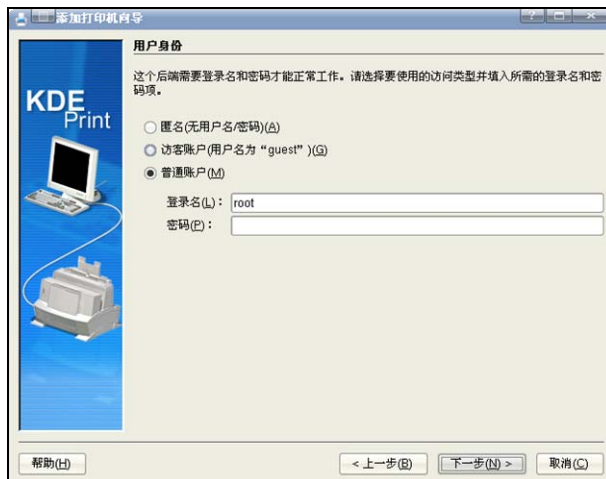 添加打印机向导
用户身份
这个后端需要登录名和密码才能正常工作。请选择要使用的访问类型并填入所需的登录名和密
码项。
KDE
Print
匿名(无用户名/密码)(A)
访客账户(用户名为“guest”)(G)
普通账户(M)
登录名(L)： root
密码(P)：
帮助(H)
< 上一步(B)
下一步(N) >
取消(C)